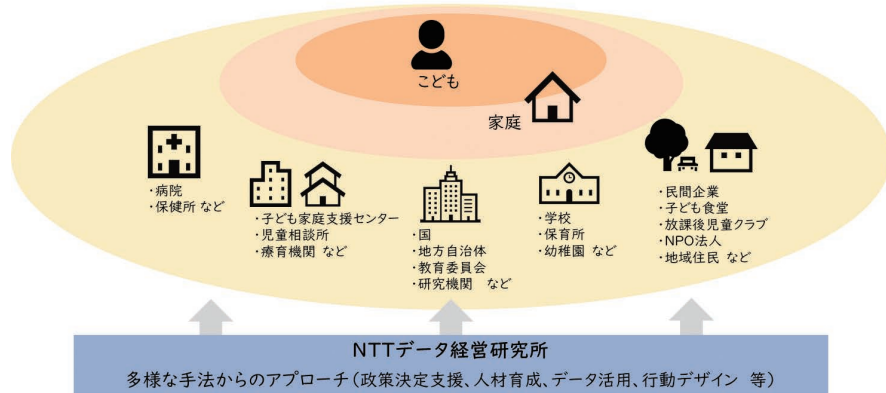 こども
家庭
・病院
・保健所 など
・子ども家庭支援センター
・児童相談所
・療育機関 など
・国
・地方自治体
・教育委員会
・研究機関 など
・学校
・保育所
・幼稚園 など
・民間企業
・子ども食堂
・放課後児童クラブ
・NPO法人
・地域住民 など
NTTデータ経営研究所
多様な手法からのアプローチ(政策決定支援、人材育成、データ活用、行動デザイン 等)